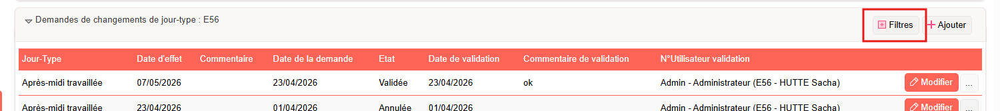 Demandes de changements de jour-type : E56
Filtres
Ajouter
Jour-Type Date d'effet Commentaire Date de la demande Etat Date de validation Commentaire de validation N°Utilisateur validation
Après-midi travaillée 07/05/2026 23/04/2026 Validée 23/04/2026 ok Admin - Administrateur (E56 - HUTTE Sacha) Modifier ...
Après-midi travaillée 23/04/2026 01/04/2026 Annulée 01/04/2026 Admin - Administrateur (E56 - HUTTE Sacha) Modifier ...